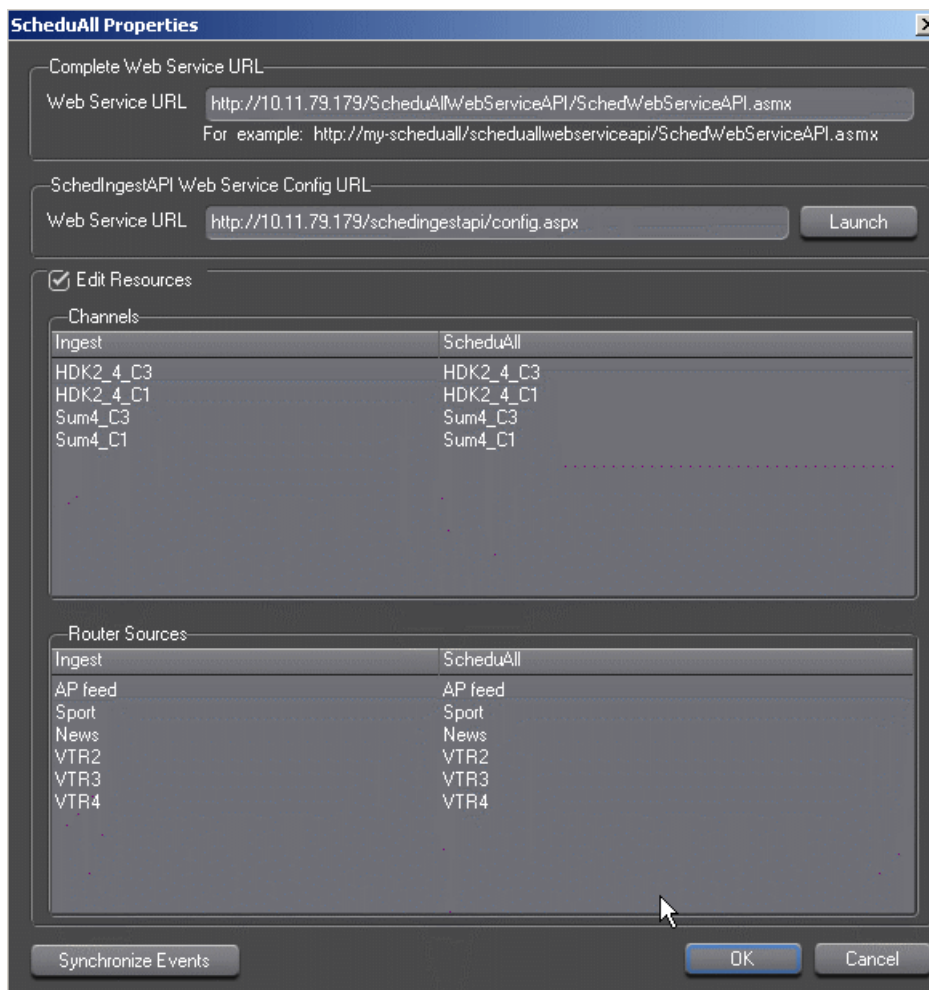 ScheduAll Properties
Complete Web Service URL
Web Service URL http://10.11.79.179/ScheduAllWebServiceAPI/SchedWebServiceAPI.asmx
For example: http://my-scheduall/scheduallwebserviceapi/SchedWebServiceAPI.asmx
SchedIngestAPI Web Service Config URL
Web Service URL http://10.11.79.179/schedingestapi/config.aspx Launch
Edit Resources
Channels
Ingest ScheduAll
HDK2_4_C3 HDK2_4_C3
HDK2_4_C1 HDK2_4_C1
Sum4_C3 Sum4_C3
Sum4_C1 Sum4_C1
Router Sources
Ingest ScheduAll
AP feed AP feed
Sport Sport
News News
VTR2 VTR2
VTR3 VTR3
VTR4 VTR4
Synchronize Events OK Cancel